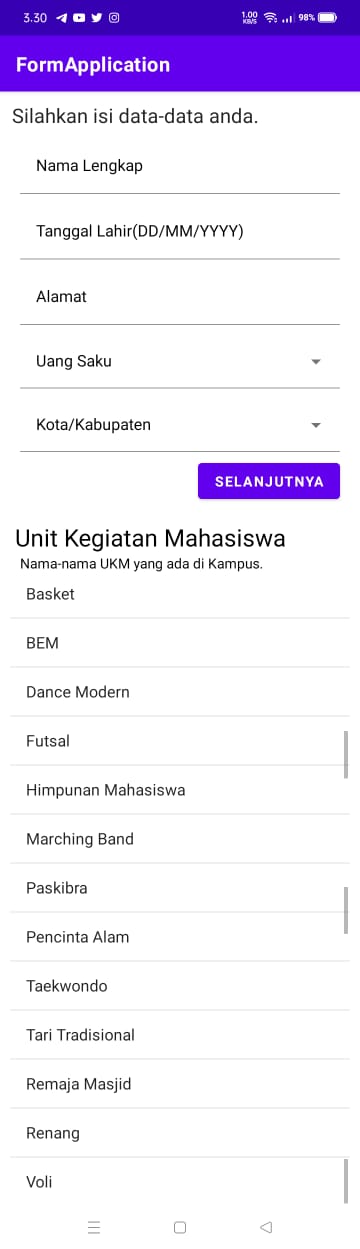 3.30 1.00 KB/S 98%
FormApplication
Silahkan isi data-data anda.
Nama Lengkap
Tanggal Lahir(DD/MM/YYYY)
Alamat
Uang Saku
Kota/Kabupaten
SELANJUTNYA
Unit Kegiatan Mahasiswa
Nama-nama UKM yang ada di Kampus.
Basket
BEM
Dance Modern
Futsal
Himpunan Mahasiswa
Marching Band
Paskibra
Pencinta Alam
Taekwondo
Tari Tradisional
Remaja Masjid
Renang
Voli